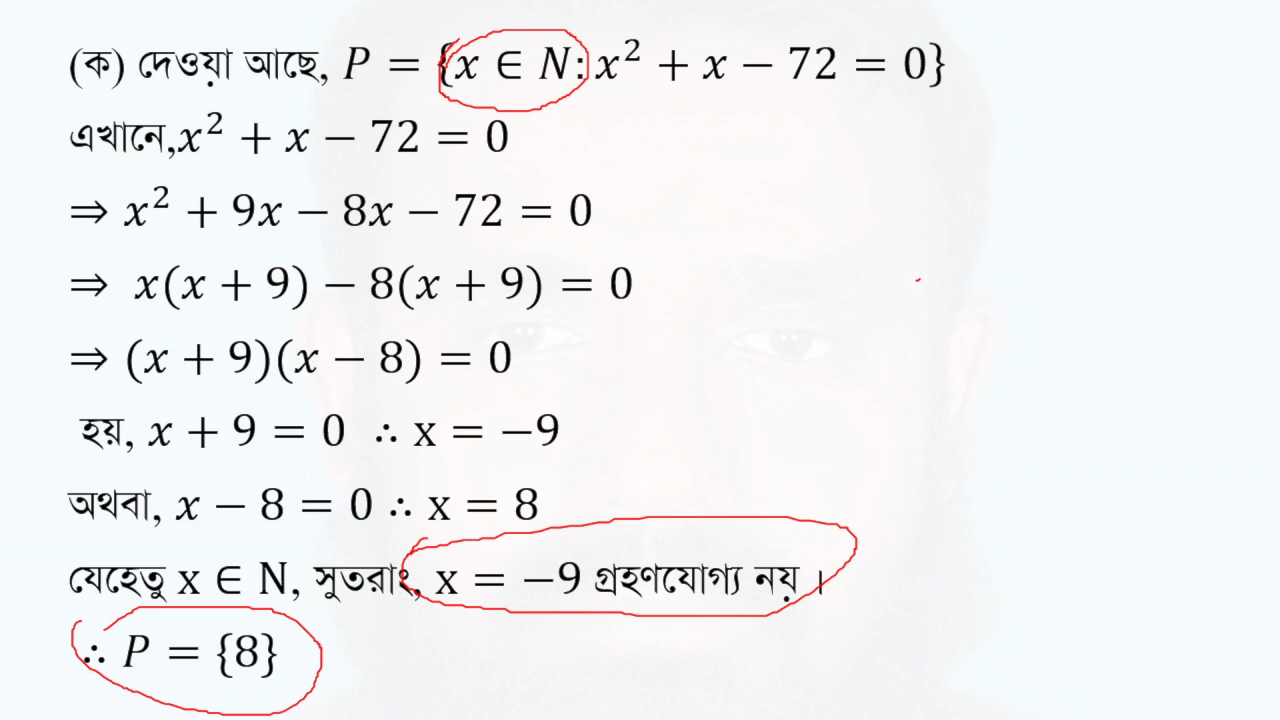 (ক) দেওয়া আছে, P = {x ∈ N: x² + x − 72 = 0}
এখানে,x² + x − 72 = 0
⇒ x² + 9x − 8x − 72 = 0
⇒ x(x + 9) − 8(x + 9) = 0
⇒ (x + 9)(x − 8) = 0
হয়, x + 9 = 0 ∴ x = −9
অথবা, x − 8 = 0 ∴ x = 8
যেহেতু x ∈ N, সুতরাং, x = −9 গ্রহণযোগ্য নয় ।
∴ P = {8}